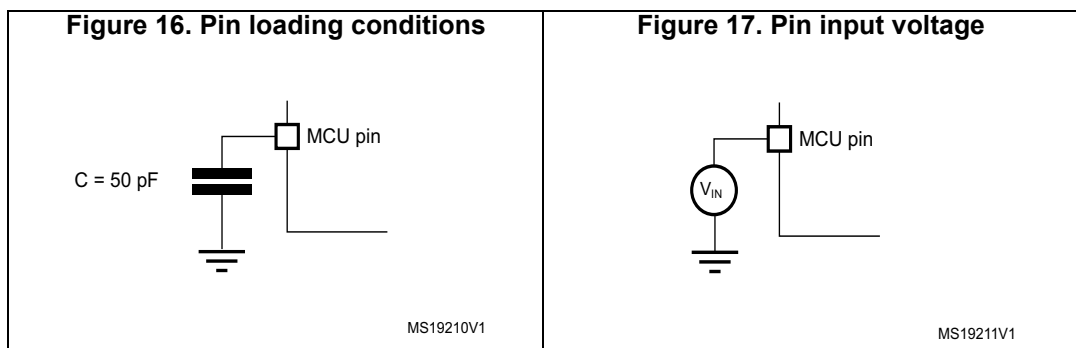 Figure 16. Pin loading conditions
MCU pin
C = 50 pF
MS19210V1
Figure 17. Pin input voltage
MCU pin
VIN
MS19211V1